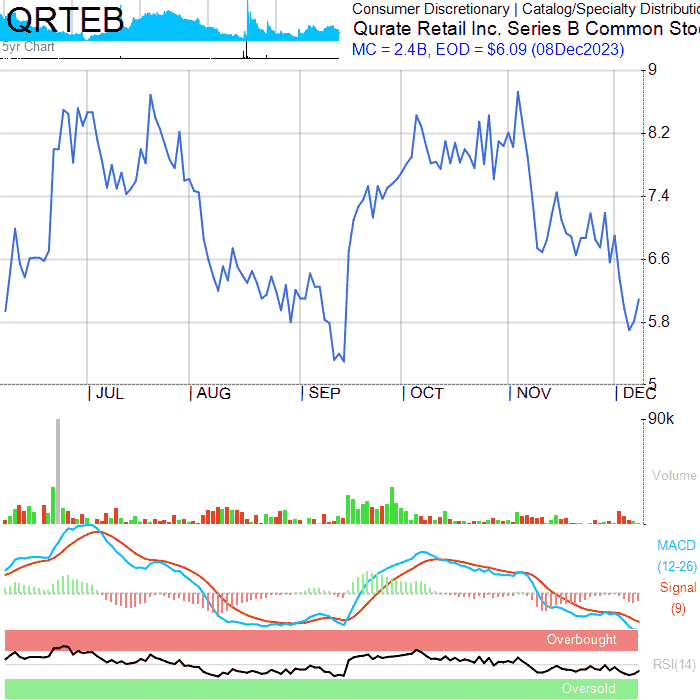 QRTEB
5yr Chart
Consumer Discretionary | Catalog/Specialty Distributio
Qurate Retail Inc. Series B Common Sto
MC = 2.4B, EOD = $6.09 (08Dec2023)
9
8.2
7.4
6.6
5.8
5
JUL AUG SEP OCT NOV DEC
90k
Volume
MACD
(12-26)
Signal
(9)
Overbought
RSI(14)
Oversold